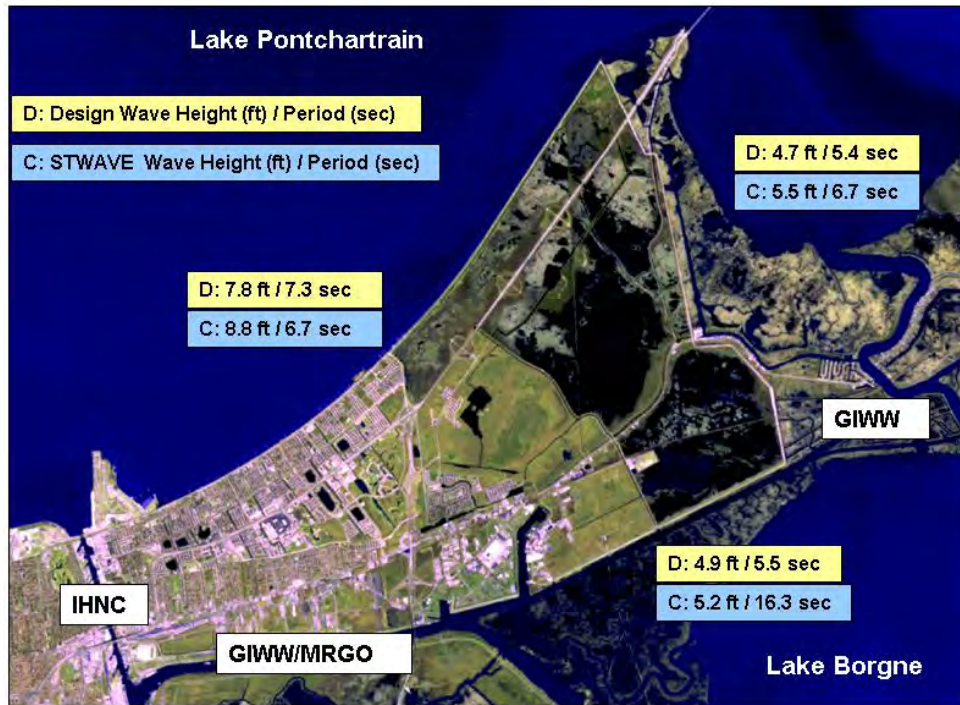 Lake Pontchartrain
D: Design Wave Height (ft) / Period (sec)
C: STWAVE Wave Height (ft) / Period (sec)
D: 4.7 ft / 5.4 sec
C: 5.5 ft / 6.7 sec
D: 7.8 ft / 7.3 sec
C: 8.8 ft / 6.7 sec
GIWW
D: 4.9 ft / 5.5 sec
C: 5.2 ft / 16.3 sec
IHNC
GIWW/MRGO
Lake Borgne